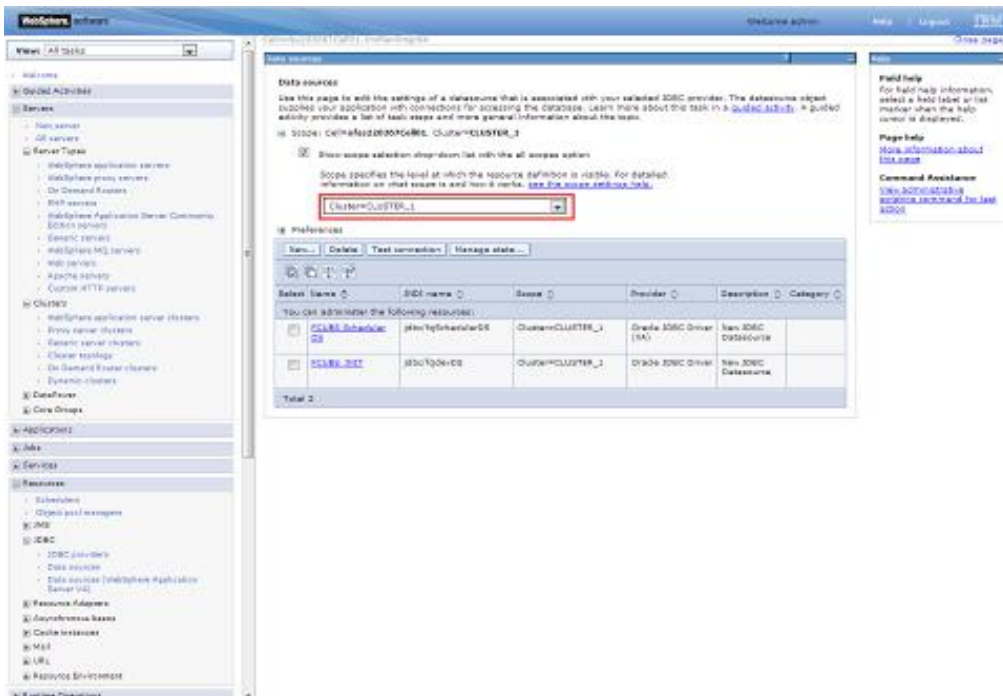 WebSphere. software
Welcome admin
Help | Logout
IBM
View: All tasks
Close page
Welcome
Guided Activities
Servers
New server
All servers
Server Types
WebSphere application servers
WebSphere proxy servers
On Demand Routers
PHP servers
WebSphere Application Server Community
Edition servers
Generic servers
WebSphere MQ servers
Web servers
Apache servers
Custom HTTP servers
Clusters
WebSphere application server clusters
Proxy server clusters
Generic server clusters
Cluster topology
On Demand Router clusters
Dynamic clusters
DataPower
Core Groups
Applications
Jobs
Services
Resources
Schedulers
Object pool managers
JMS
JDBC
JDBC providers
Data sources
Data sources (WebSphere Application
Server V4)
Resource Adapters
Asynchronous beans
Cache instances
Mail
URL
Resource Environment
Runtime Operations
Data sources
Data sources
Use this page to edit the settings of a datasource that is associated with your selected JDBC provider. The datasource object
supplies your application with connections for accessing the database. Learn more about this task in a guided activity. A guided
activity provides a list of task steps and more general information about the topic.
Scope: Cluster=CLUSTER_1
Show scope selection drop-down list with the all scopes option
Scope specifies the level at which the resource definition is visible. For detailed
information on what scope is and how it works, see the scope settings help.
Cluster=CLUSTER_1
Preferences
New... Delete Test connection Manage state...
Select Name JNDI name Scope Provider Description Category
You can administer the following resources:
FCUBS Scheduler DS jdbc/fcjSchedulerDS Cluster=CLUSTER_1 Oracle JDBC Driver (XA) New JDBC Datasource
Cluster=CLUSTER_1 Oracle JDBC Driver New JDBC Datasource
Total 2
Help
Field help
For field help information,
select a field label or list
marker when the help
cursor is displayed.
Page help
More information about
this page
Command Assistance
View administrative
scripting command for last
action